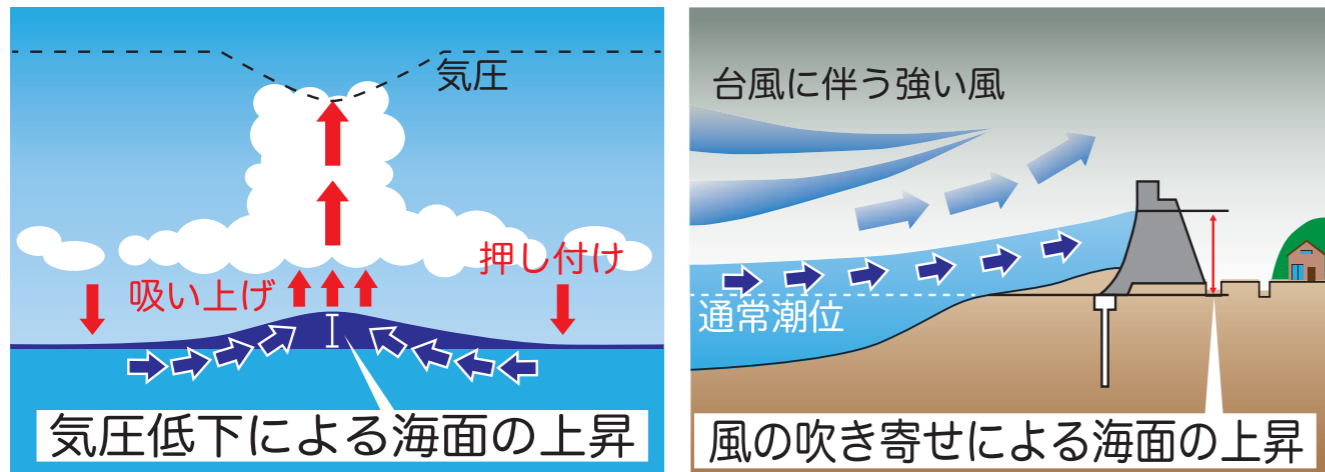 気圧
押し付け
吸い上げ
気圧低下による海面の上昇
台風に伴う強い風
通常潮位
風の吹き寄せによる海面の上昇